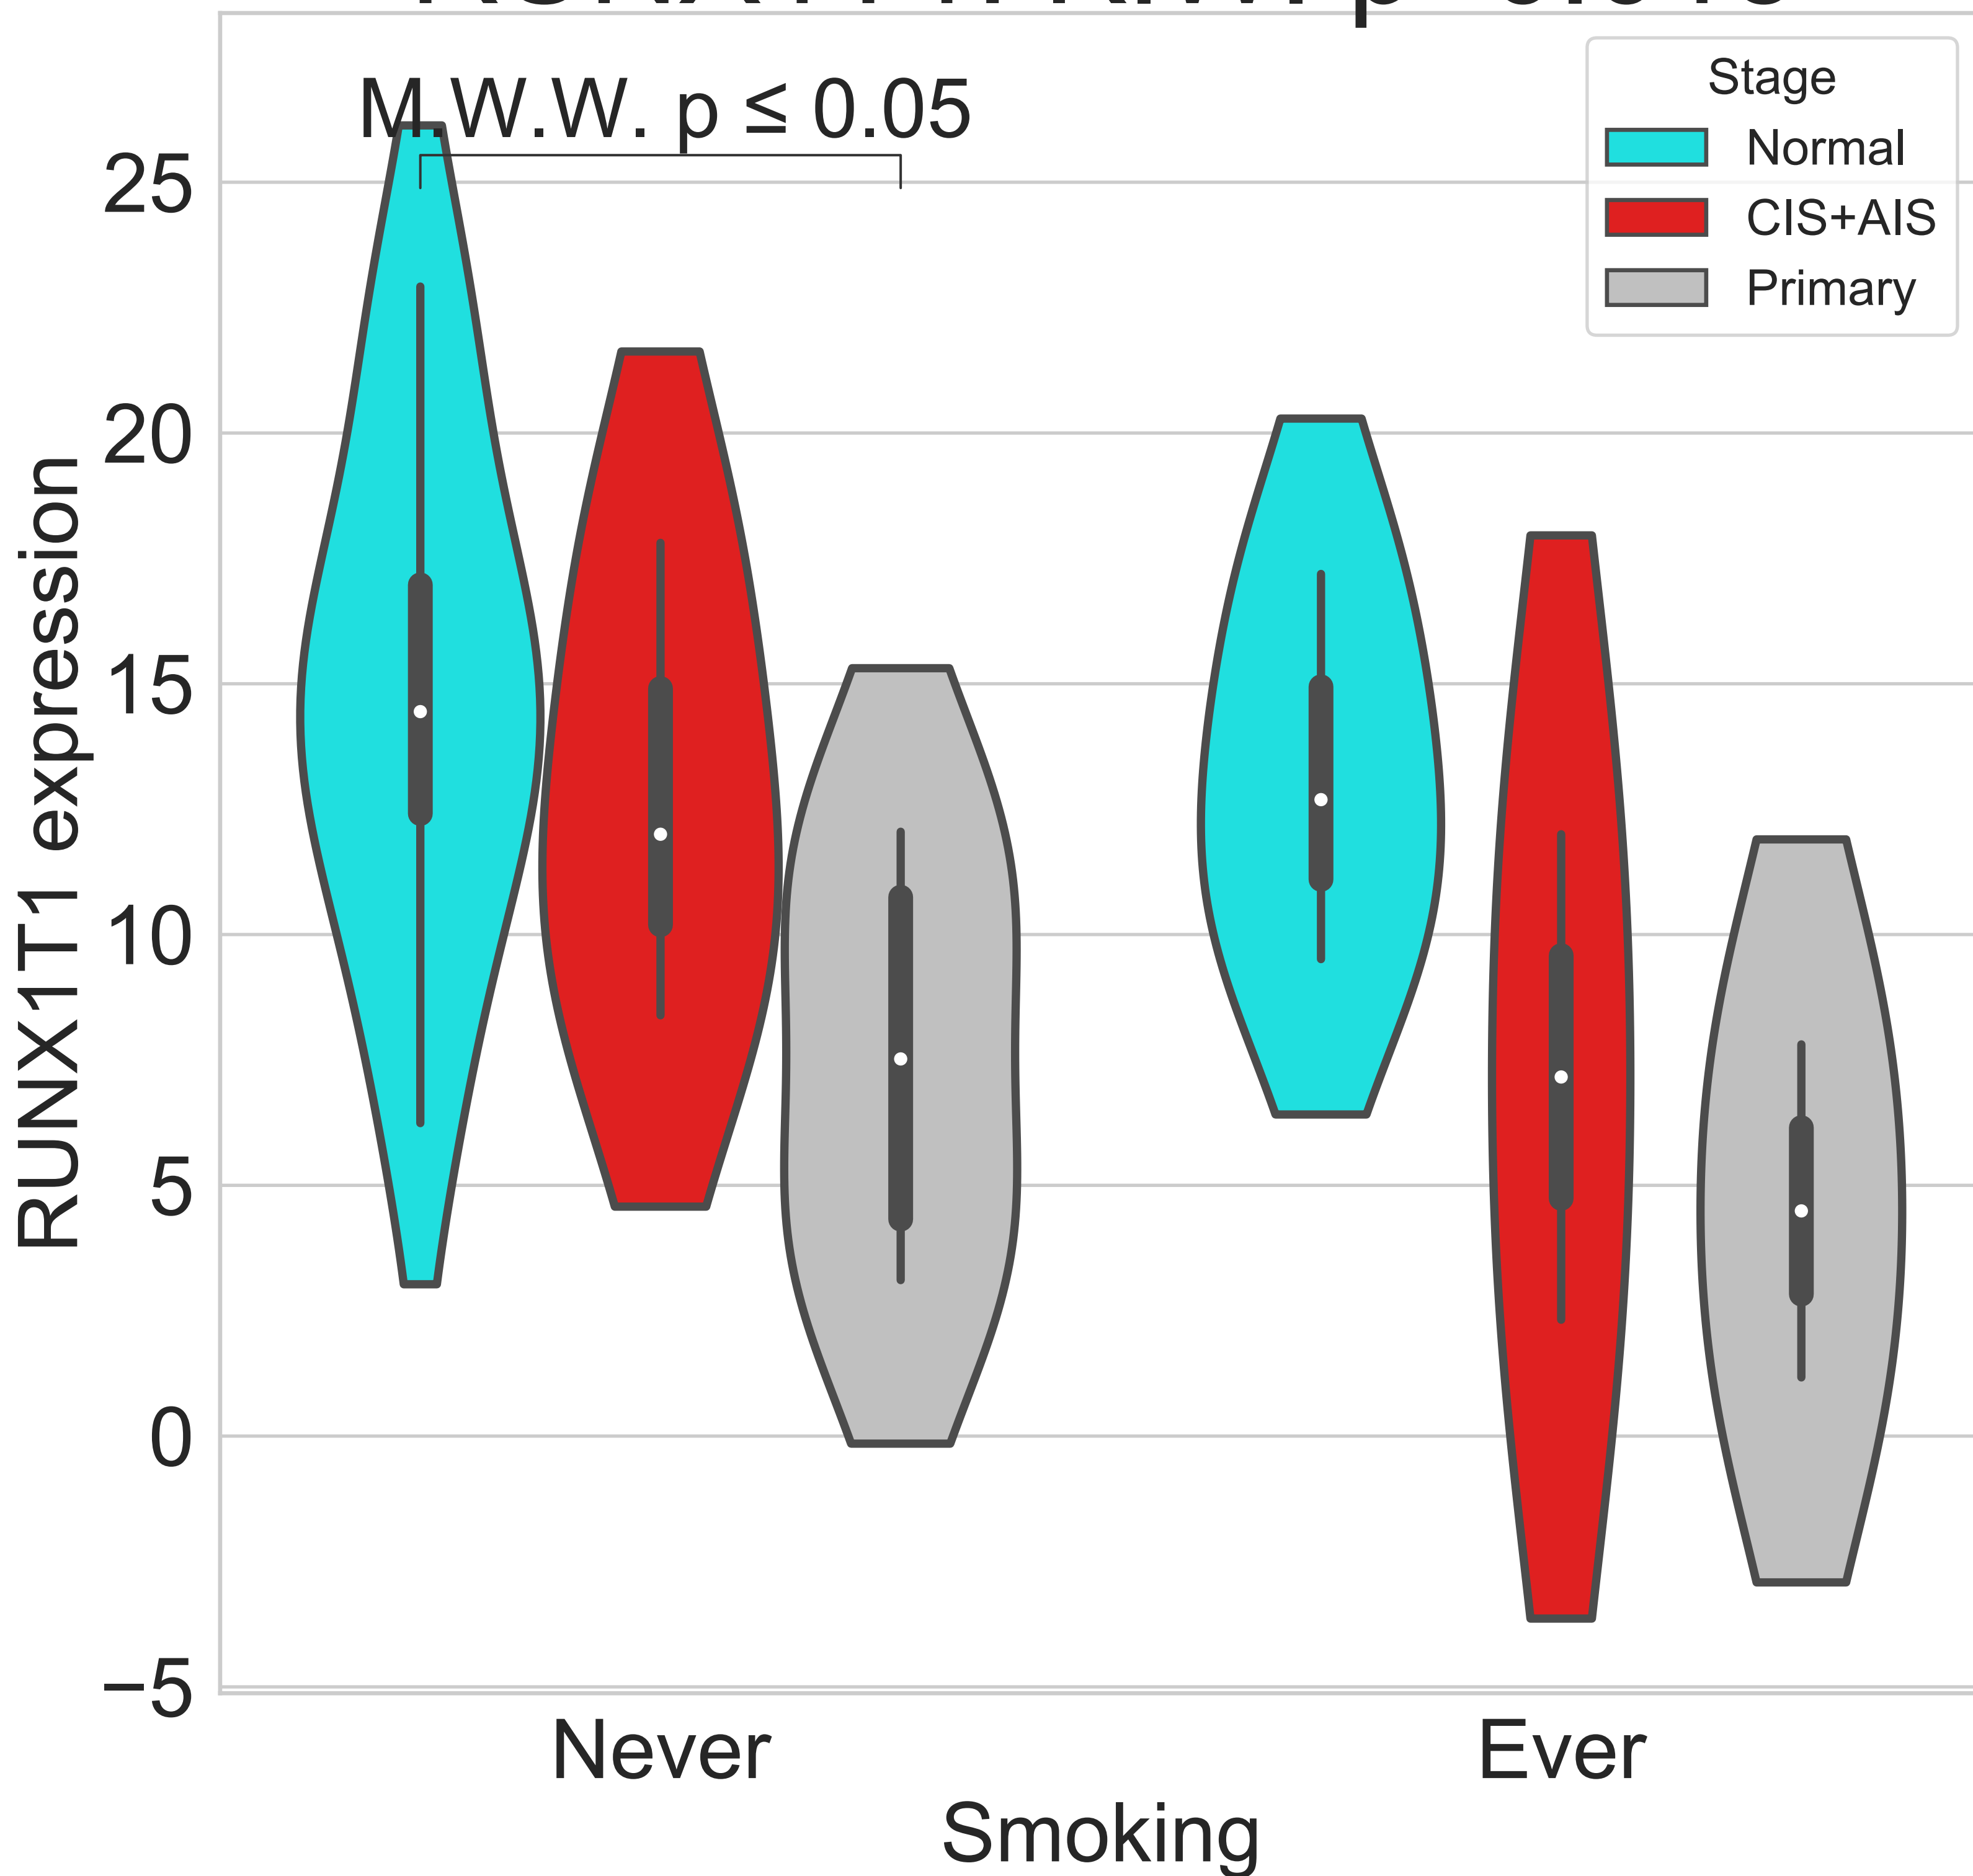 M.W.W. p ≤ 0.05
Stage
Normal
CIS+AIS
Primary
RUNX1T1 expression
25
20
15
10
5
0
−5
Never
Ever
Smoking